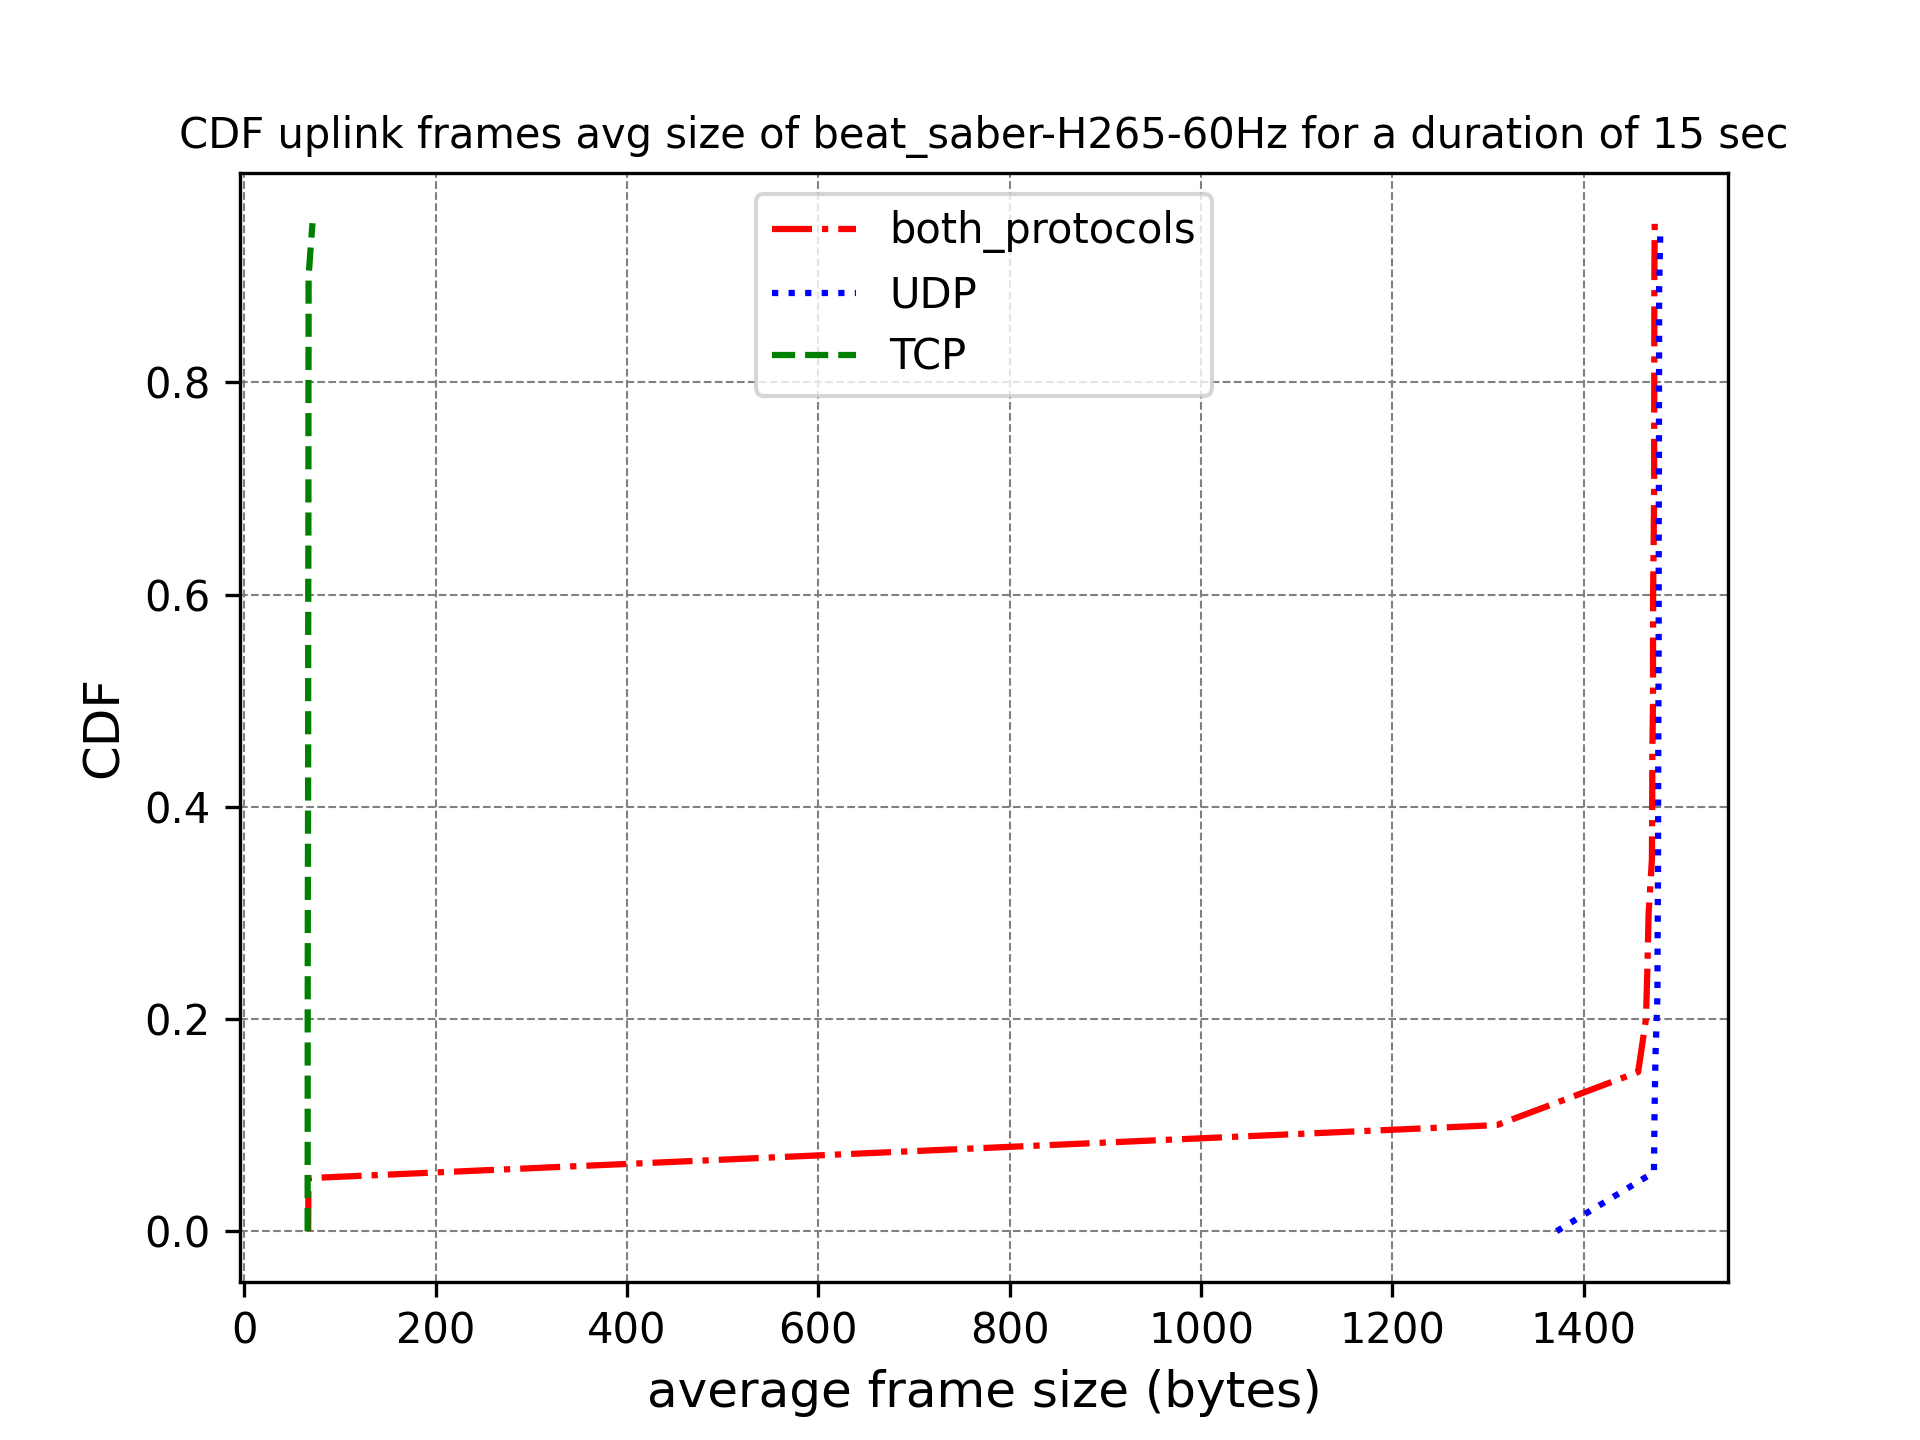 CDF uplink frames avg size of beat_saber-H265-60Hz for a duration of 15 sec
both_protocols
UDP
TCP
0.8
0.6
0.4
0.2
0.0
CDF
0 200 400 600 800 1000 1200 1400
average frame size (bytes)